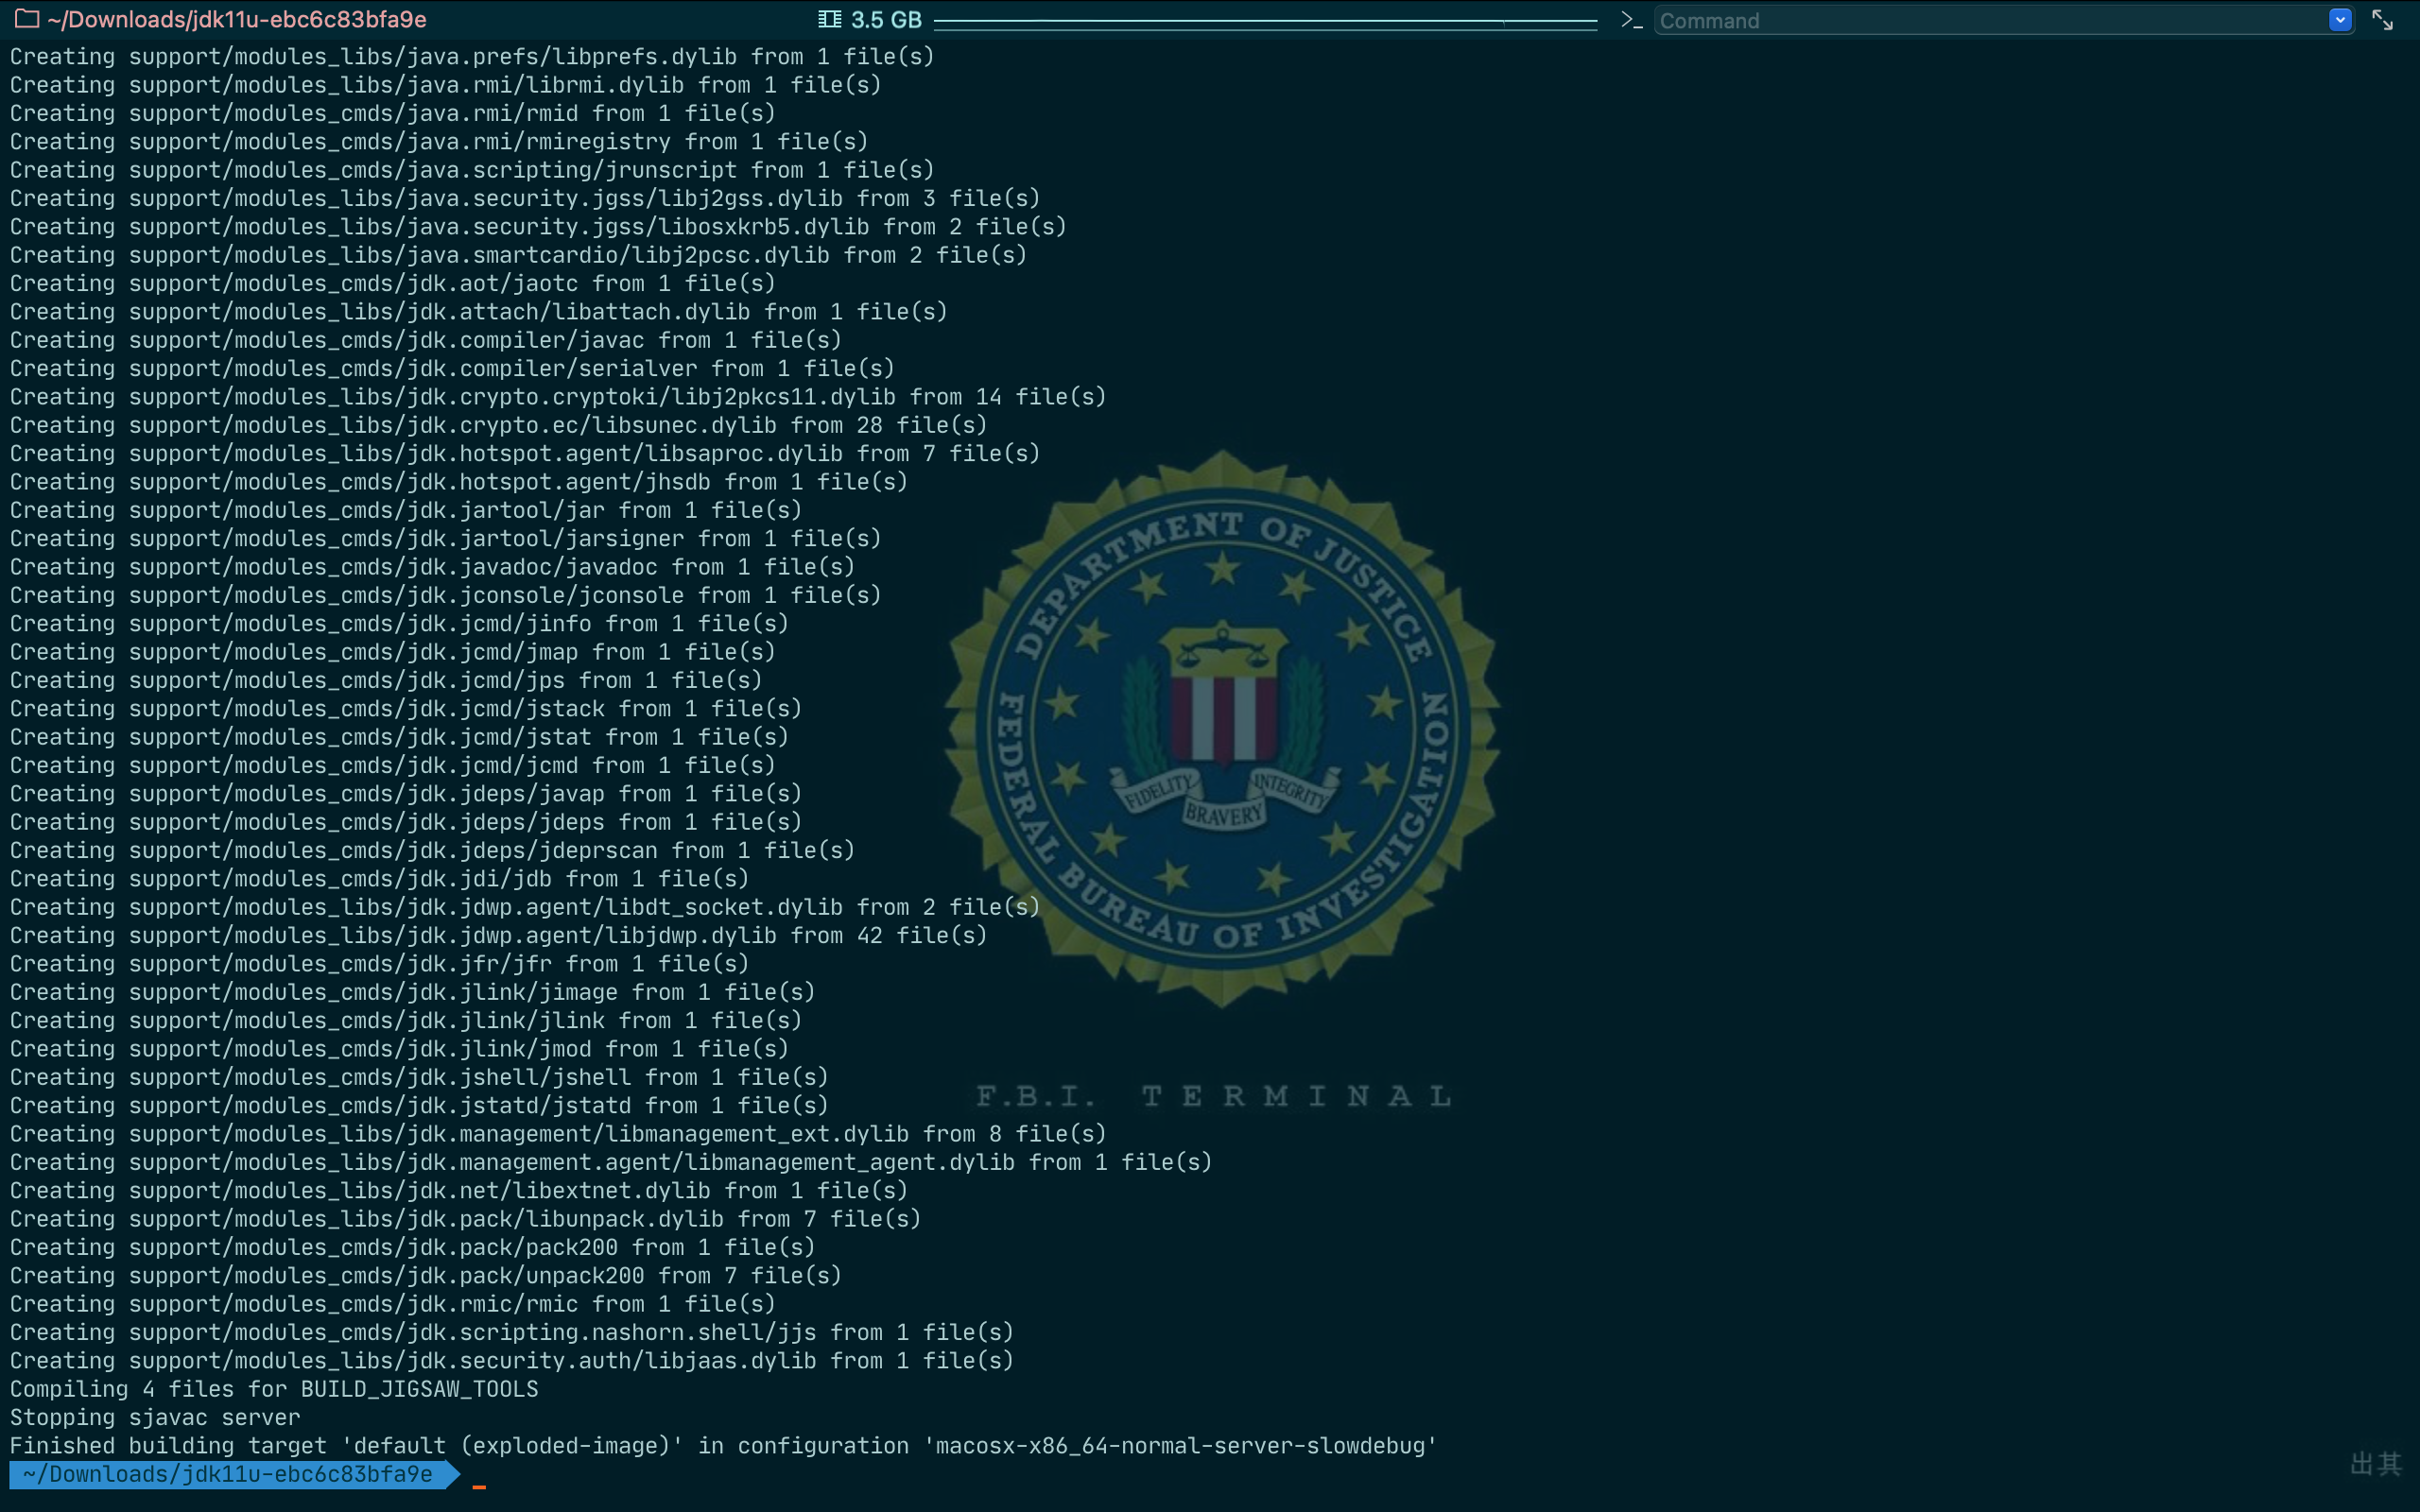 ~/Downloads/jdk11u-ebc6c83bfa9e
3.5 GB
Command
Creating support/modules_libs/java.prefs/libprefs.dylib from 1 file(s)
Creating support/modules_libs/java.rmi/librmi.dylib from 1 file(s)
Creating support/modules_cmds/java.rmi/rmid from 1 file(s)
Creating support/modules_cmds/java.rmi/rmiregistry from 1 file(s)
Creating support/modules_cmds/java.scripting/jrunscript from 1 file(s)
Creating support/modules_libs/java.security.jgss/libj2gss.dylib from 3 file(s)
Creating support/modules_libs/java.security.jgss/libosxkrb5.dylib from 2 file(s)
Creating support/modules_libs/java.smartcardio/libj2pcsc.dylib from 2 file(s)
Creating support/modules_cmds/jdk.aot/jaotc from 1 file(s)
Creating support/modules_libs/jdk.attach/libattach.dylib from 1 file(s)
Creating support/modules_cmds/jdk.compiler/javac from 1 file(s)
Creating support/modules_cmds/jdk.compiler/serialver from 1 file(s)
Creating support/modules_libs/jdk.crypto.cryptoki/libj2pkcs11.dylib from 14 file(s)
Creating support/modules_libs/jdk.crypto.ec/libsunec.dylib from 28 file(s)
Creating support/modules_libs/jdk.hotspot.agent/libsaproc.dylib from 7 file(s)
Creating support/modules_cmds/jdk.hotspot.agent/jhsdb from 1 file(s)
Creating support/modules_cmds/jdk.jartool/jar from 1 file(s)
Creating support/modules_cmds/jdk.jartool/jarsigner from 1 file(s)
Creating support/modules_cmds/jdk.javadoc/javadoc from 1 file(s)
Creating support/modules_cmds/jdk.jconsole/jconsole from 1 file(s)
Creating support/modules_cmds/jdk.jcmd/jinfo from 1 file(s)
Creating support/modules_cmds/jdk.jcmd/jmap from 1 file(s)
Creating support/modules_cmds/jdk.jcmd/jps from 1 file(s)
Creating support/modules_cmds/jdk.jcmd/jstack from 1 file(s)
Creating support/modules_cmds/jdk.jcmd/jstat from 1 file(s)
Creating support/modules_cmds/jdk.jcmd/jcmd from 1 file(s)
Creating support/modules_cmds/jdk.jdeps/javap from 1 file(s)
Creating support/modules_cmds/jdk.jdeps/jdeps from 1 file(s)
Creating support/modules_cmds/jdk.jdeps/jdeprscan from 1 file(s)
Creating support/modules_cmds/jdk.jdi/jdb from 1 file(s)
Creating support/modules_libs/jdk.jdwp.agent/libdt_socket.dylib from 2 file(s)
Creating support/modules_libs/jdk.jdwp.agent/libjdwp.dylib from 42 file(s)
Creating support/modules_cmds/jdk.jfr/jfr from 1 file(s)
Creating support/modules_cmds/jdk.jlink/jimage from 1 file(s)
Creating support/modules_cmds/jdk.jlink/jlink from 1 file(s)
Creating support/modules_cmds/jdk.jlink/jmod from 1 file(s)
Creating support/modules_cmds/jdk.jshell/jshell from 1 file(s)
Creating support/modules_cmds/jdk.jstatd/jstatd from 1 file(s)
Creating support/modules_libs/jdk.management/libmanagement_ext.dylib from 8 file(s)
Creating support/modules_libs/jdk.management.agent/libmanagement_agent.dylib from 1 file(s)
Creating support/modules_libs/jdk.net/libextnet.dylib from 1 file(s)
Creating support/modules_libs/jdk.pack/libunpack.dylib from 7 file(s)
Creating support/modules_cmds/jdk.pack/pack200 from 1 file(s)
Creating support/modules_cmds/jdk.pack/unpack200 from 7 file(s)
Creating support/modules_cmds/jdk.rmic/rmic from 1 file(s)
Creating support/modules_cmds/jdk.scripting.nashorn.shell/jjs from 1 file(s)
Creating support/modules_libs/jdk.security.auth/libjaas.dylib from 1 file(s)
Compiling 4 files for BUILD_JIGSAW_TOOLS
Stopping sjavac server
Finished building target 'default (exploded-image)' in configuration 'macosx-x86_64-normal-server-slowdebug'
~/Downloads/jdk11u-ebc6c83bfa9e
DEPARTMENT OF JUSTICE
FEDERAL BUREAU OF INVESTIGATION
FIDELITY
BRAVERY
INTEGRITY
F.B.I. TERMINAL
出其